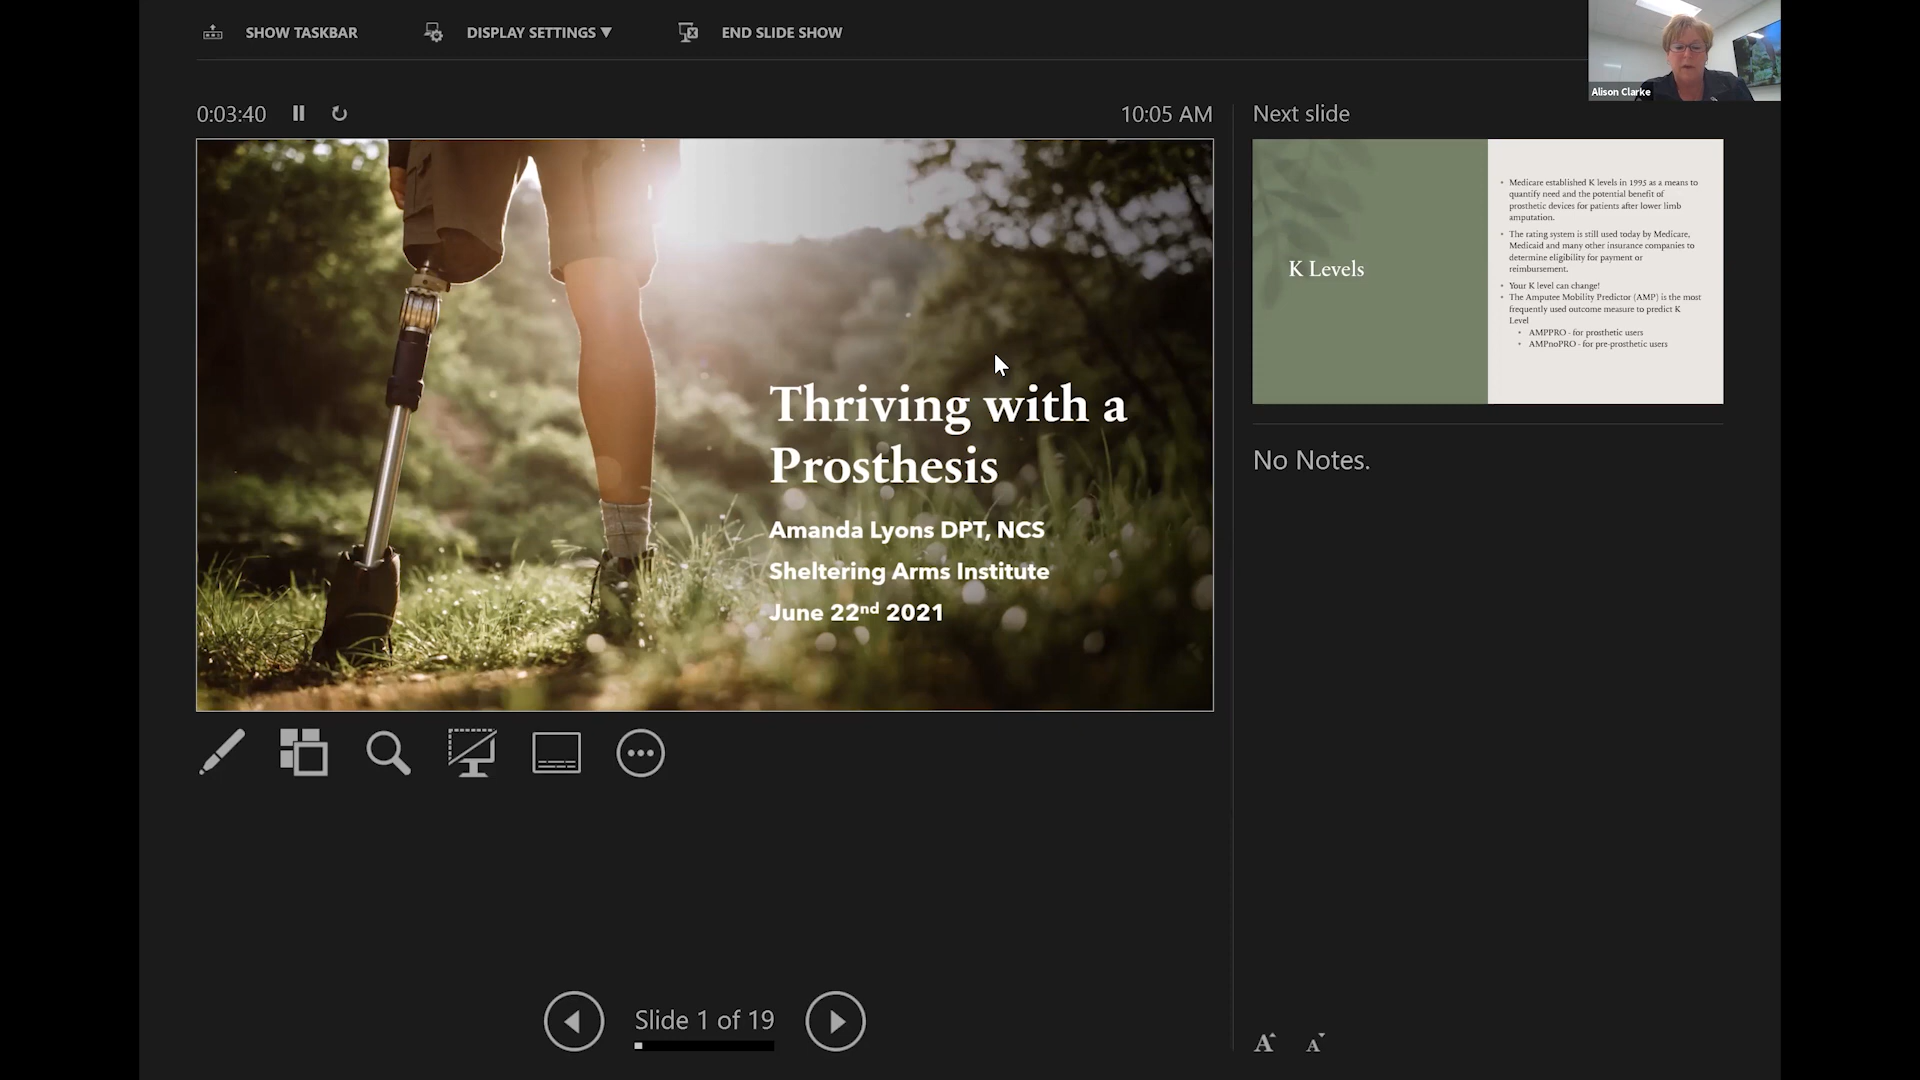 SHOW TASKBAR
DISPLAY SETTINGS ▼
END SLIDE SHOW
Alison Clarke
0:03:40
10:05 AM
Next slide
Thriving with a
Prosthesis
Amanda Lyons DPT, NCS
Sheltering Arms Institute
June 22nd 2021
K Levels
• Medicare established K levels in 1995 as a means to
quantify need and the potential benefit of
prosthetic devices for patients after lower limb
amputation.
• The rating system is still used today by Medicare,
Medicaid and many other insurance companies to
determine eligibility for payment or
reimbursement.
• Your K level can change!
• The Amputee Mobility Predictor (AMP) is the most
frequently used outcome measure to predict K
Level
• AMPPRO - for prosthetic users
• AMPnoPRO - for pre-prosthetic users
No Notes.
Slide 1 of 19
A A